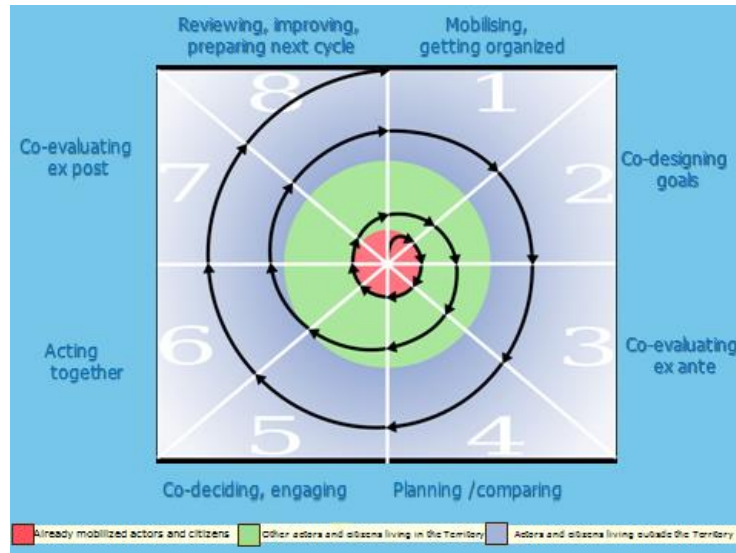 Reviewing, improving,
preparing next cycle
Mobilising,
getting organized
8
1
Co-evaluating
ex post
7
2
Co-designing
goals
Acting
together
6
3
Co-evaluating
ex ante
5
4
Co-deciding, engaging
Planning /comparing
Already mobilized actors and citizens
Other actors and citizens living in the Territory
Actors and citizens living outside the Territory